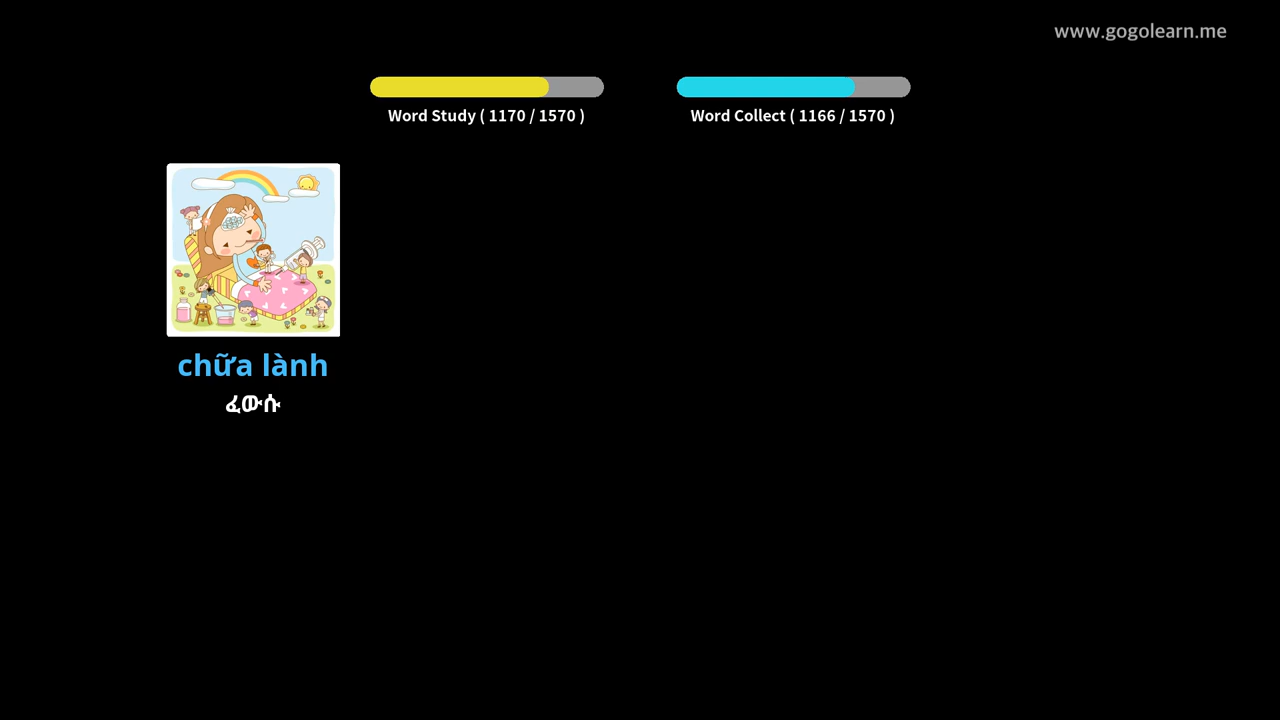 www.gogolearn.me
Word Study ( 1170 / 1570 )
Word Collect ( 1166 / 1570 )
chữa lành
ፈውሱ